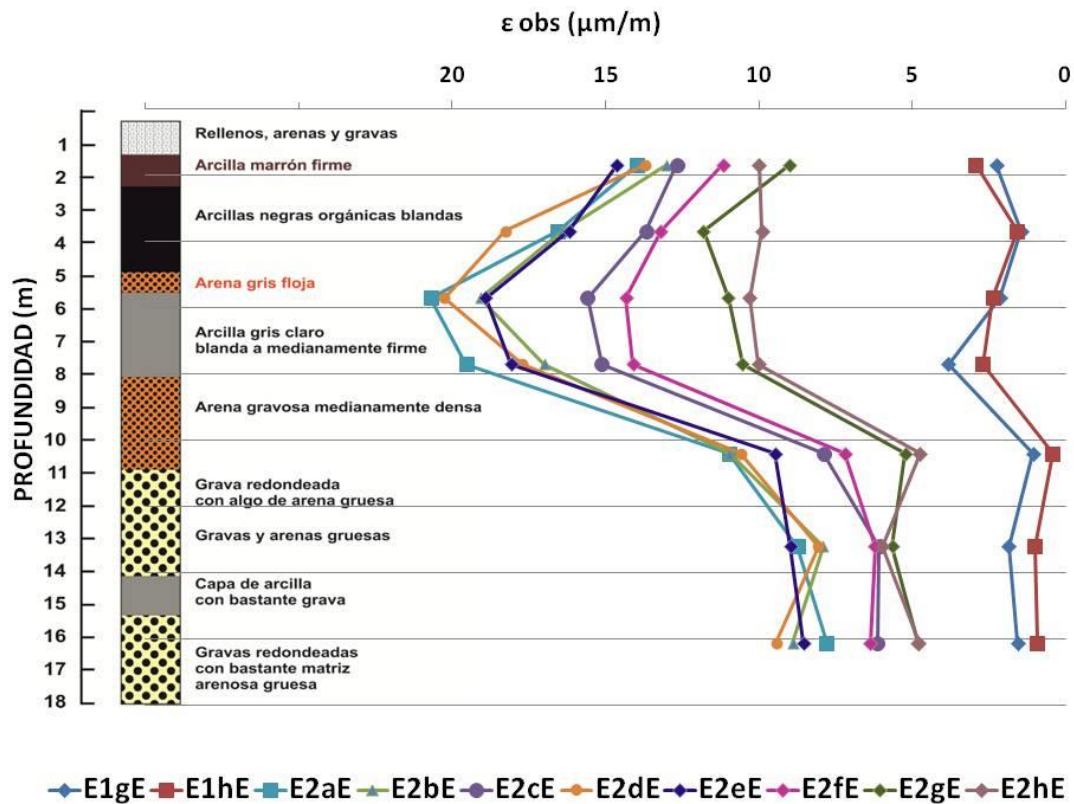 ε obs (μm/m)
20 15 10 5 0
PROFUNDIDAD (m)
1
2
3
4
5
6
7
8
9
10
11
12
13
14
15
16
17
18
Rellenos, arenas y gravas
Arcilla marrón firme
Arcillas negras orgánicas blandas
Arena gris floja
Arcilla gris claro
blanda a medianamente firme
Arena gravosa medianamente densa
Grava redondeada
con algo de arena gruesa
Gravas y arenas gruesas
Capa de arcilla
con bastante grava
Gravas redondeadas
con bastante matriz
arenosa gruesa
E1gE E1hE E2aE E2bE E2cE E2dE E2eE E2fE E2gE E2hE